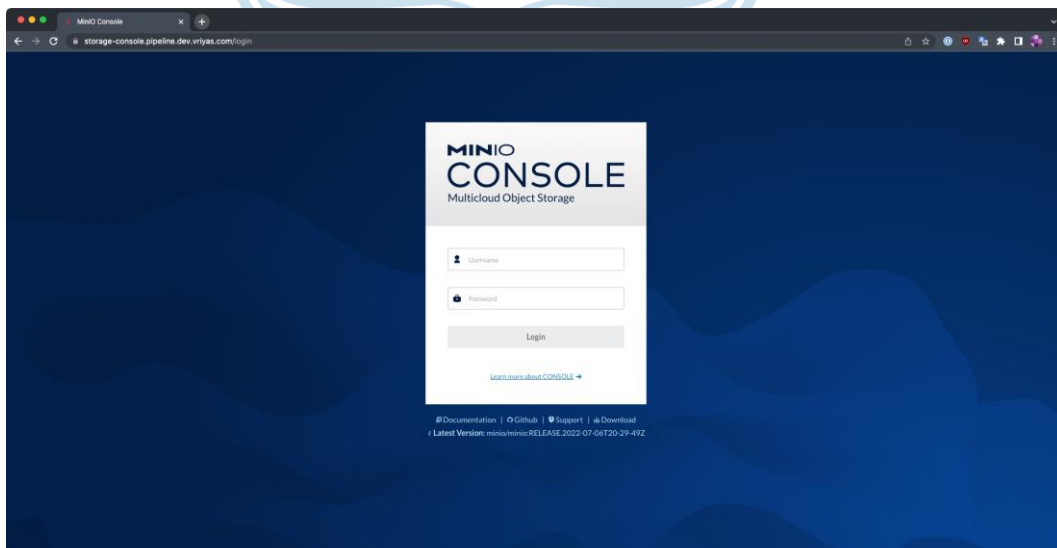 MinIO Console
storage-console.pipeline.dev.vriyas.com/login
MINIO
CONSOLE
Multicloud Object Storage
Username
Password
Login
Learn more about CONSOLE
Documentation | Github | Support | Download
Latest Version: minio/minio:RELEASE.2022-07-06T20-29-49Z